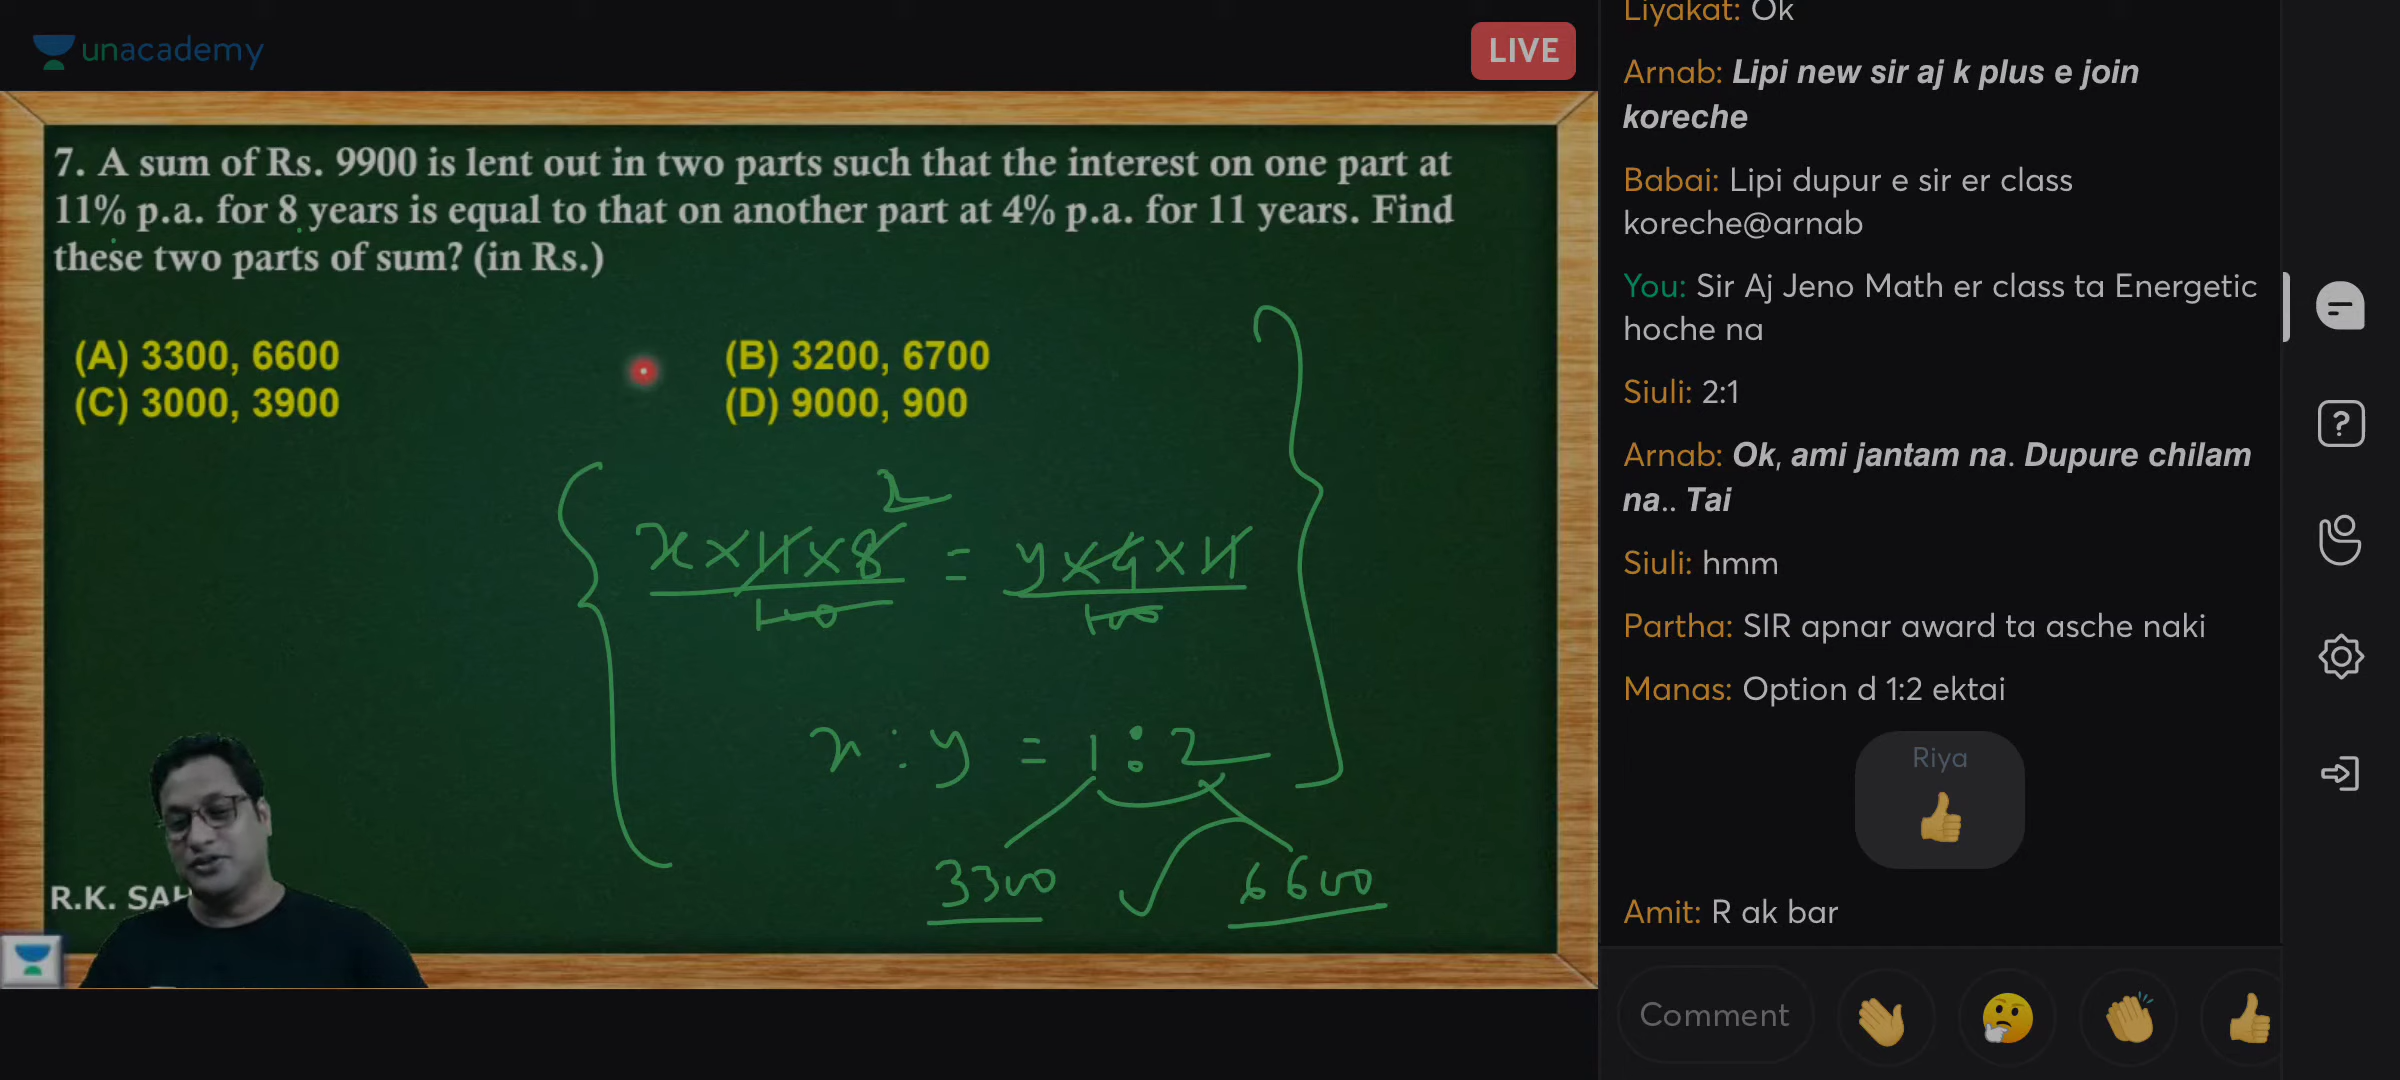 unacademy
LIVE
7. A sum of Rs. 9900 is lent out in two parts such that the interest on one part at
11% p.a. for 8 years is equal to that on another part at 4% p.a. for 11 years. Find
these two parts of sum? (in Rs.)
(A) 3300, 6600
(B) 3200, 6700
(C) 3000, 3900
(D) 9000, 900
2
x × 11 × 8 = y × 4 × 11
100 100
x : y = 1 : 2
3300 6600
R.K. SAH
Liyakat: Ok
Arnab: Lipi new sir aj k plus e join
koreche
Babai: Lipi dupur e sir er class
koreche@arnab
You: Sir Aj Jeno Math er class ta Energetic
hoche na
Siuli: 2:1
Arnab: Ok, ami jantam na. Dupure chilam
na.. Tai
Siuli: hmm
Partha: SIR apnar award ta asche naki
Manas: Option d 1:2 ektai
Riya
Amit: R ak bar
Comment